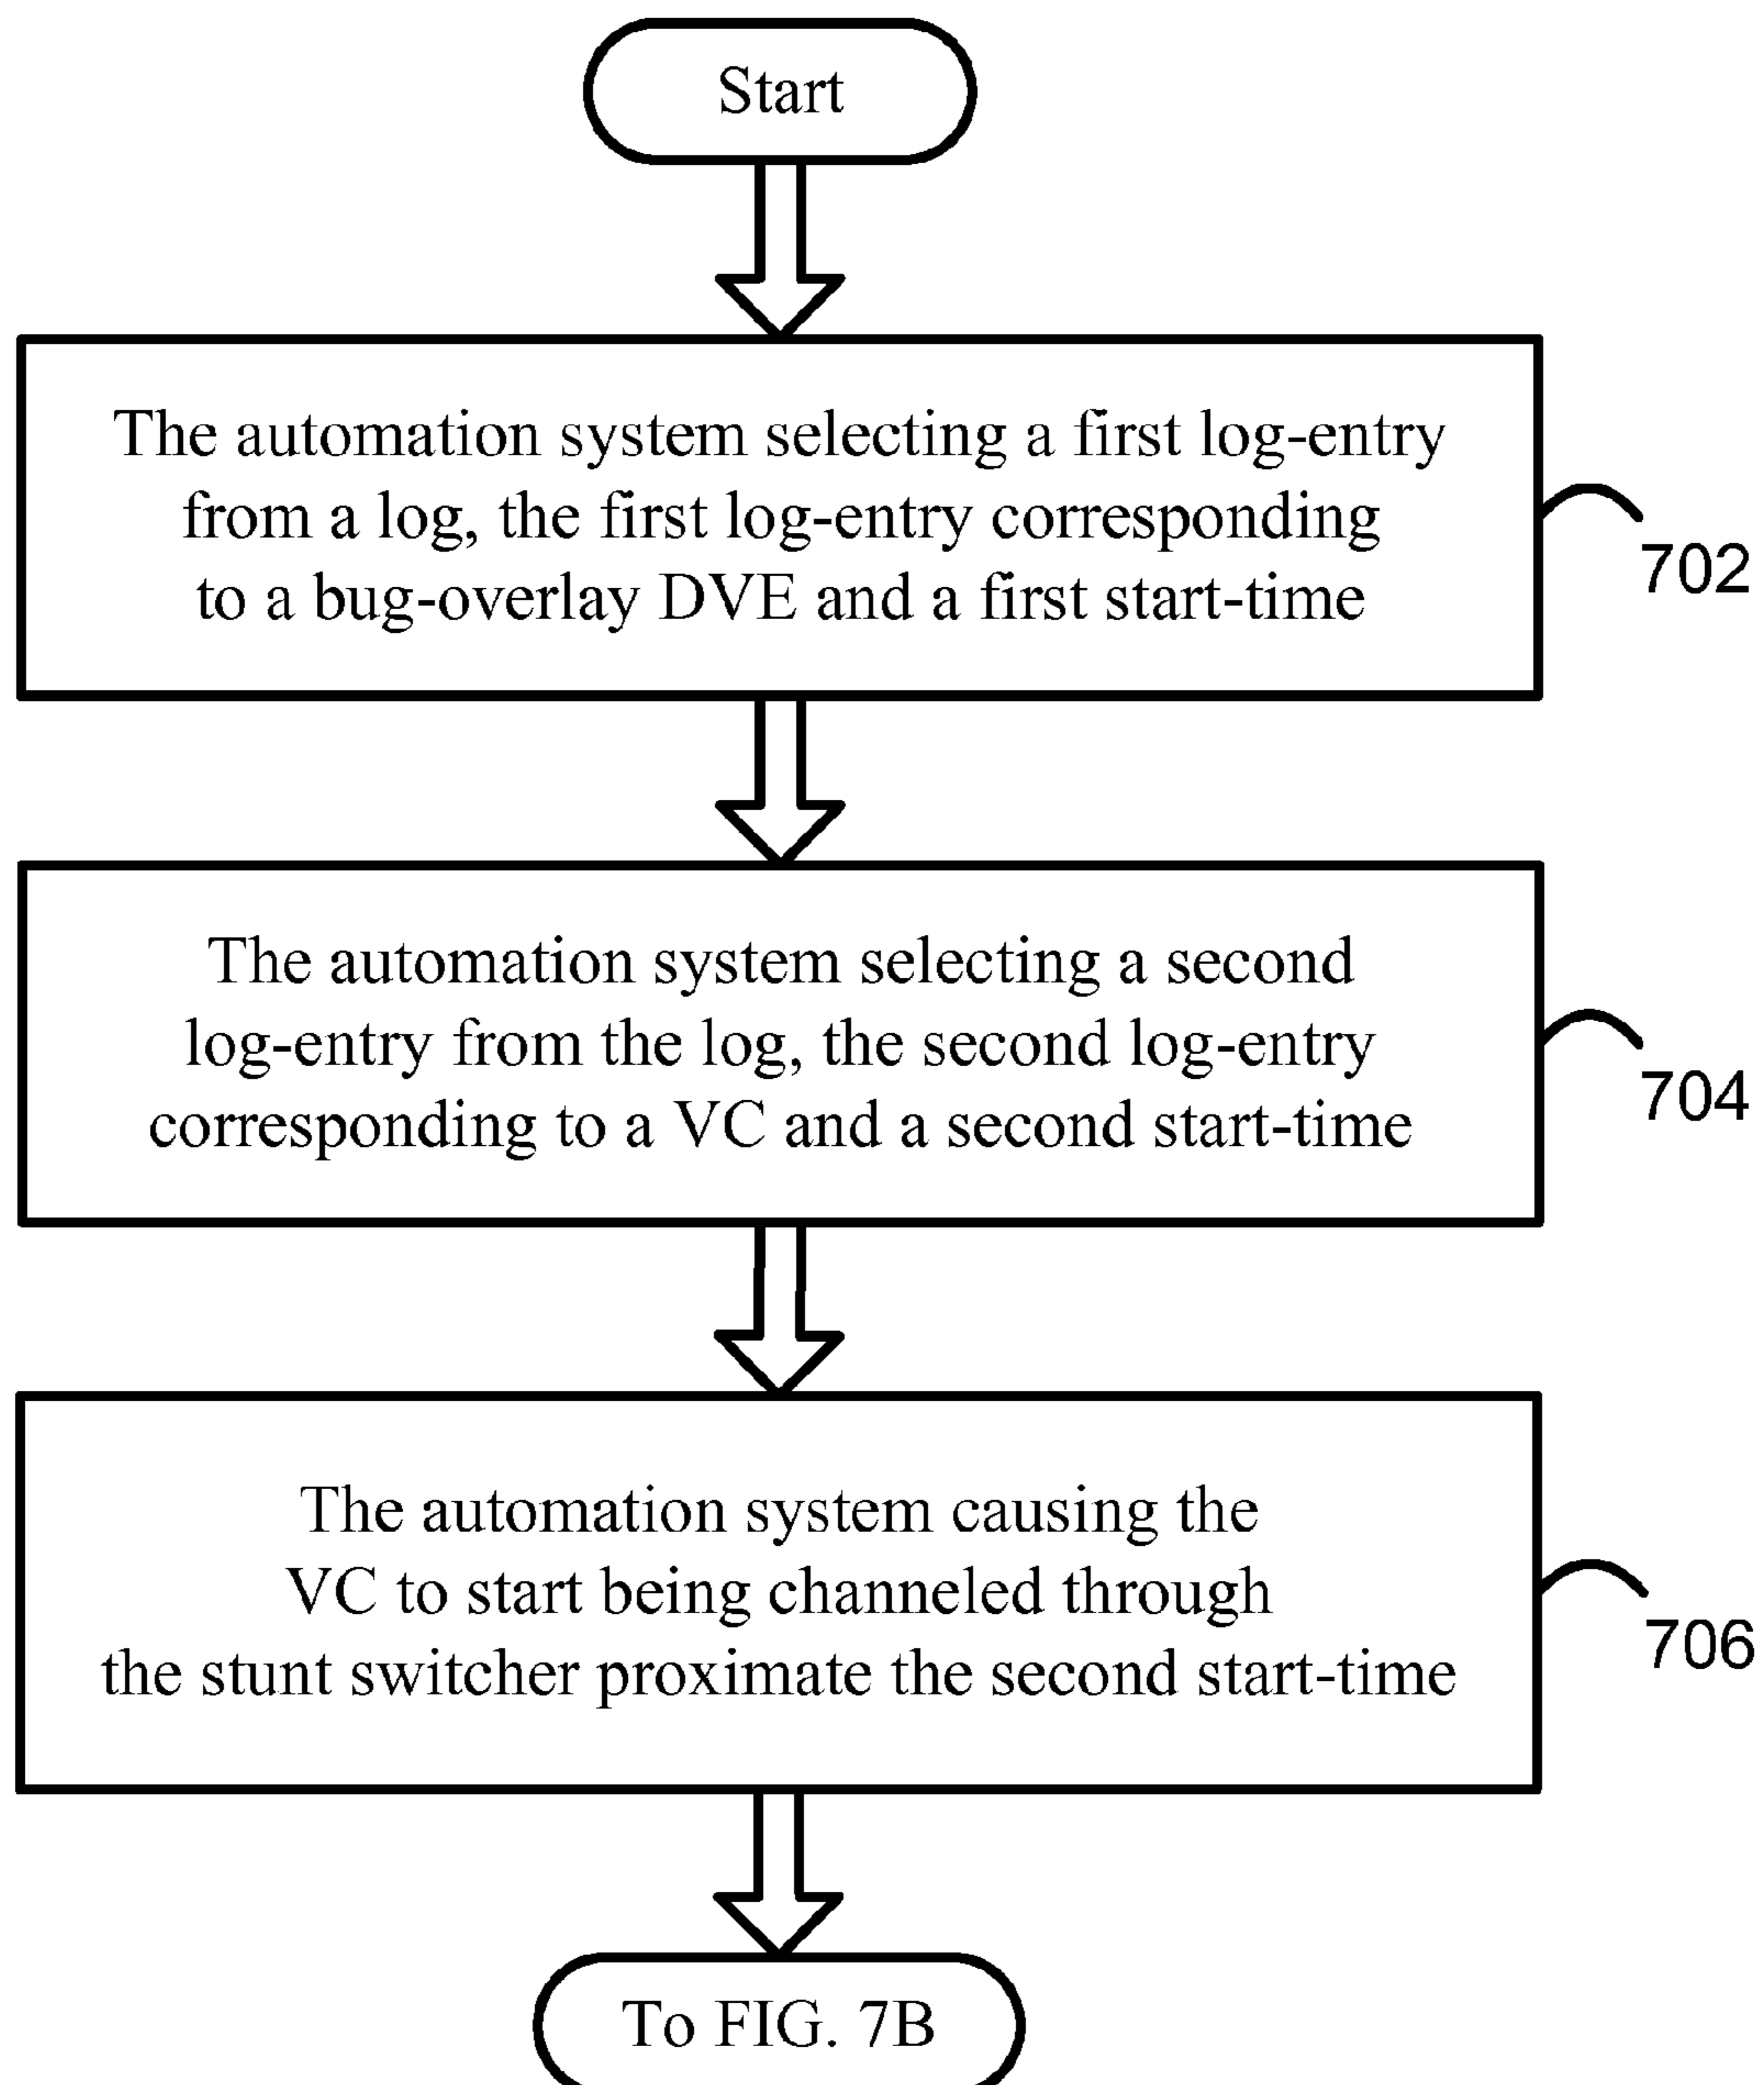 Start
The automation system selecting a first log-entry
from a log, the first log-entry corresponding
to a bug-overlay DVE and a first start-time
702
The automation system selecting a second
log-entry from the log, the second log-entry
corresponding to a VC and a second start-time
704
The automation system causing the
VC to start being channeled through
the stunt switcher proximate the second start-time
706
To FIG. 7B